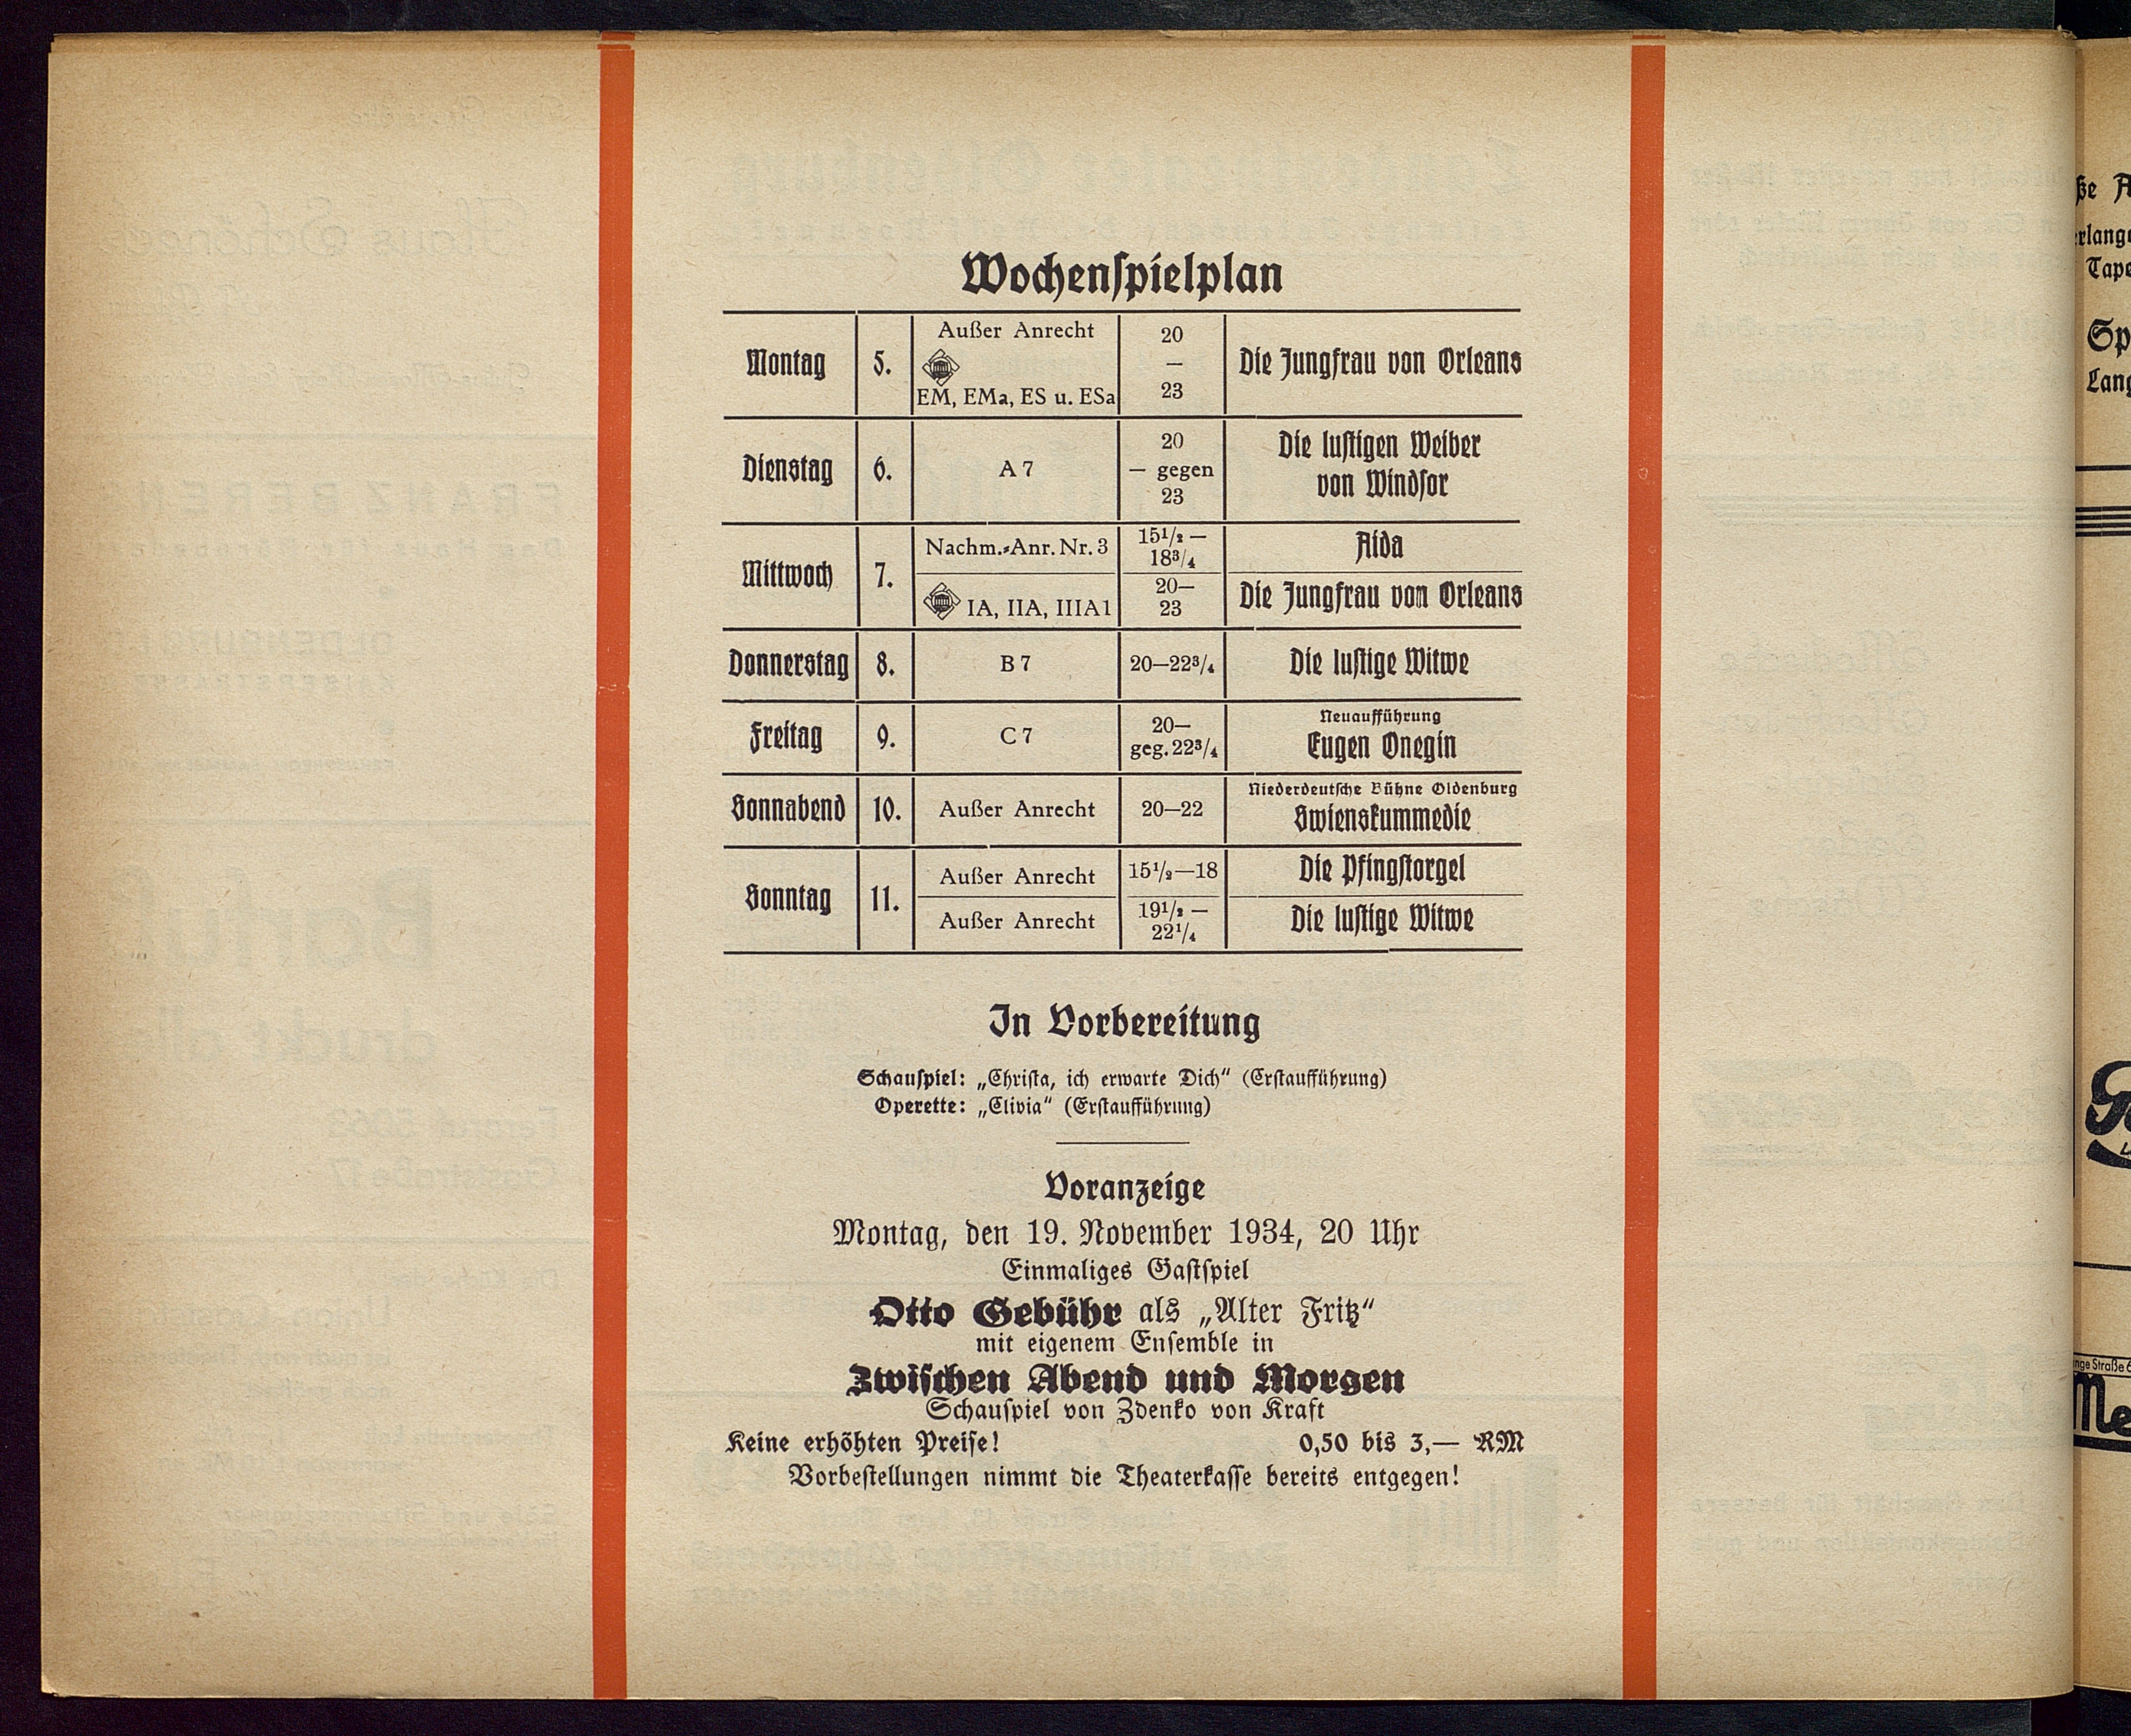 Wochenspielplan
Montag 5. Außer Anrecht EM, EMa, ES u. ESa 20 — 23 Die Jungfrau von Orleans
Dienstag 6. A 7 20 — gegen 23 Die lustigen Weiber von Windsor
Mittwoch 7. Nachm.-Anr. Nr. 3 15½ — 18¾ Aida
IA, IIA, IIIA1 20— 23 Die Jungfrau von Orleans
Donnerstag 8. B 7 20—22¾ Die lustige Witwe
Freitag 9. C 7 20— geg. 22¾ Neuaufführung Eugen Onegin
Sonnabend 10. Außer Anrecht 20—22 Niederdeutsche Bühne Oldenburg Swienskummedie
Sonntag 11. Außer Anrecht 15½—18 Die Pfingstorgel
Außer Anrecht 19½ — 22¼ Die lustige Witwe
In Vorbereitung
Schauspiel: „Christa, ich erwarte Dich“ (Erstaufführung)
Operette: „Clivia“ (Erstaufführung)
Voranzeige
Montag, den 19. November 1934, 20 Uhr
Einmaliges Gastspiel
Otto Gebühr als „Alter Fritz“
mit eigenem Ensemble in
Zwischen Abend und Morgen
Schauspiel von Zdenko von Kraft
Keine erhöhten Preise! 0,50 bis 3,— RM
Vorbestellungen nimmt die Theaterkasse bereits entgegen!